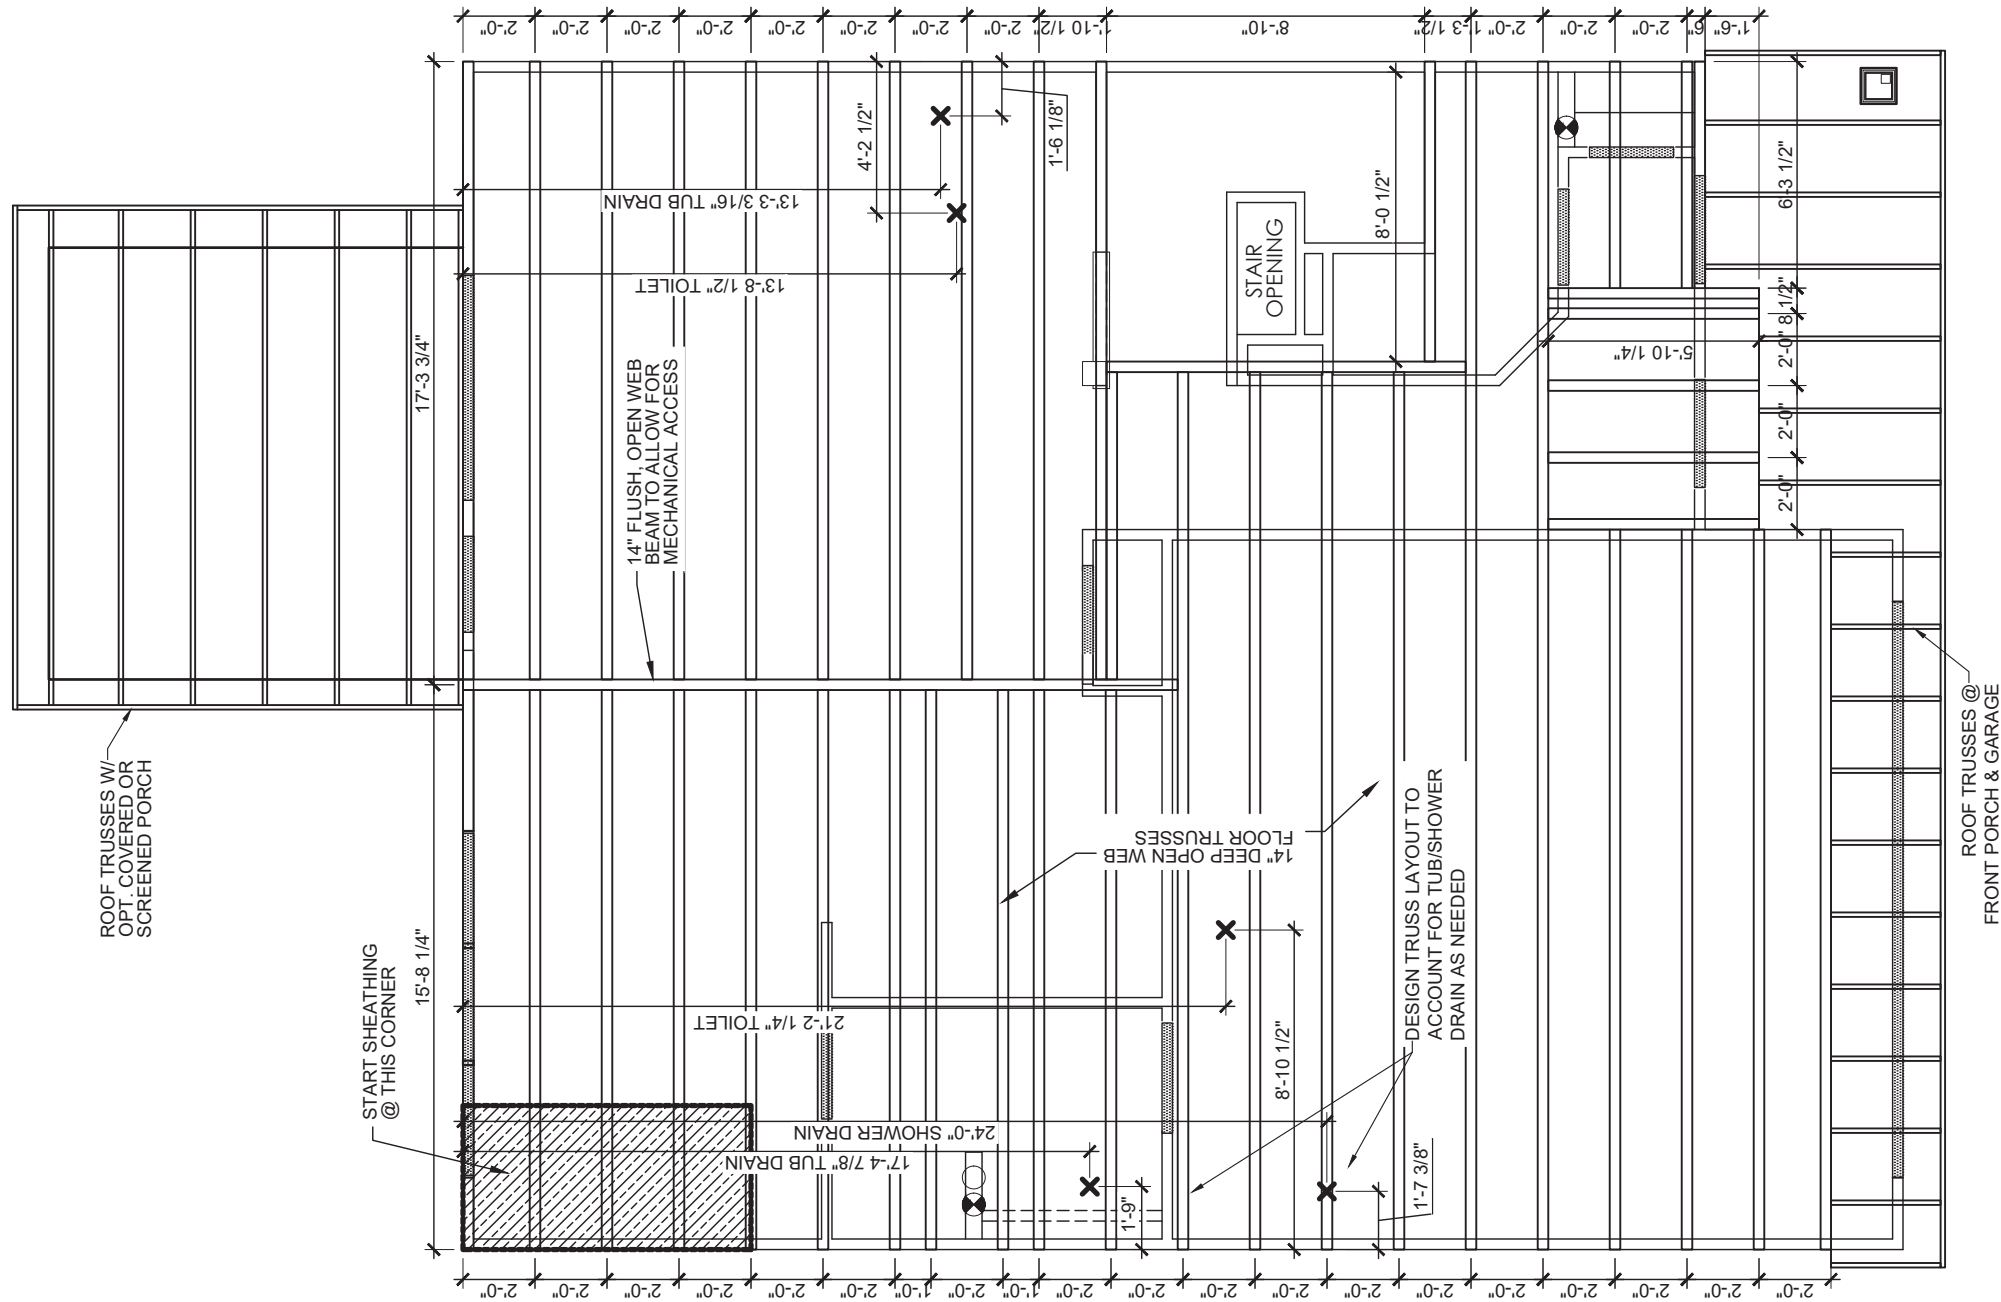 2'-0"
2'-0"
2'-0"
2'-0"
2'-0"
2'-0"
2'-0"
2'-0"
1'-10 1/2"
8'-10"
1'-3 1/2"
2'-0"
2'-0"
2'-0"
6"
1'-6"
17'-3 3/4"
15'-8 1/4"
4'-2 1/2"
1'-6 1/8"
13'-3 3/16" TUB DRAIN
13'-8 1/2" TOILET
8'-0 1/2"
STAIR
OPENING
6'-3 1/2"
8 1/2"
2'-0"
2'-0"
2'-0"
5'-10 1/4"
14" FLUSH, OPEN WEB
BEAM TO ALLOW FOR
MECHANICAL ACCESS
ROOF TRUSSES W/
OPT. COVERED OR
SCREENED PORCH
START SHEATHING
@ THIS CORNER
14" DEEP OPEN WEB
FLOOR TRUSSES
DESIGN TRUSS LAYOUT TO
ACCOUNT FOR TUB/SHOWER
DRAIN AS NEEDED
ROOF TRUSSES @
FRONT PORCH & GARAGE
21'-2 1/4" TOILET
8'-10 1/2"
24'-0" SHOWER DRAIN
17'-4 7/8" TUB DRAIN
1'-9"
1'-7 3/8"
2'-0"
2'-0"
2'-0"
2'-0"
2'-0"
2'-0"
1'-0"
2'-0"
1'-0"
2'-0"
2'-0"
2'-0"
2'-0"
2'-0"
2'-0"
2'-0"
2'-0"
2'-0"
2'-0"
2'-0"